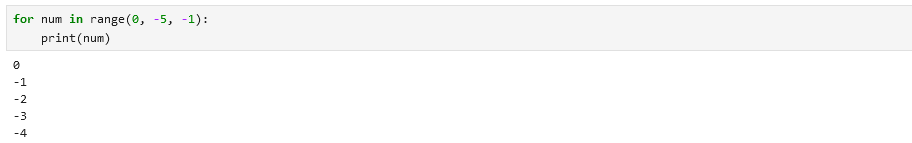 for num in range(0, -5, -1):
    print(num)
0
-1
-2
-3
-4